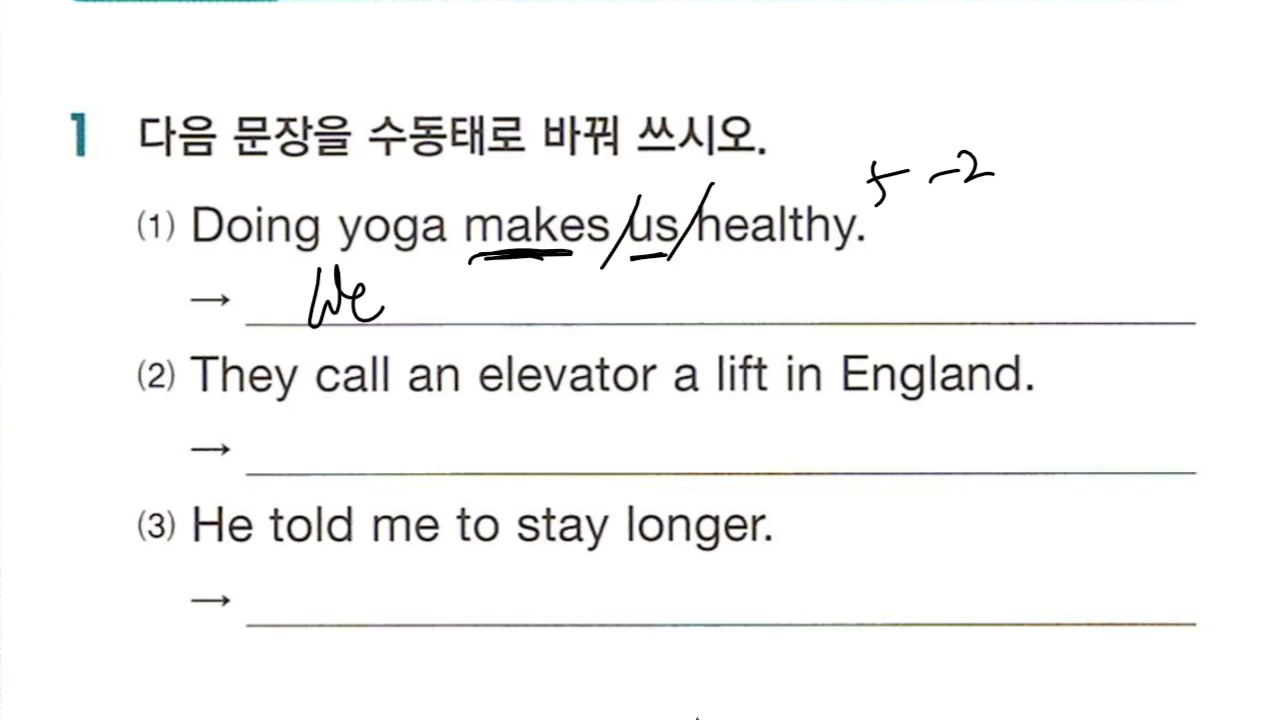 1 다음 문장을 수동태로 바꿔 쓰시오.
5-2
(1) Doing yoga makes/us/healthy.
→ We
(2) They call an elevator a lift in England.
→
(3) He told me to stay longer.
→